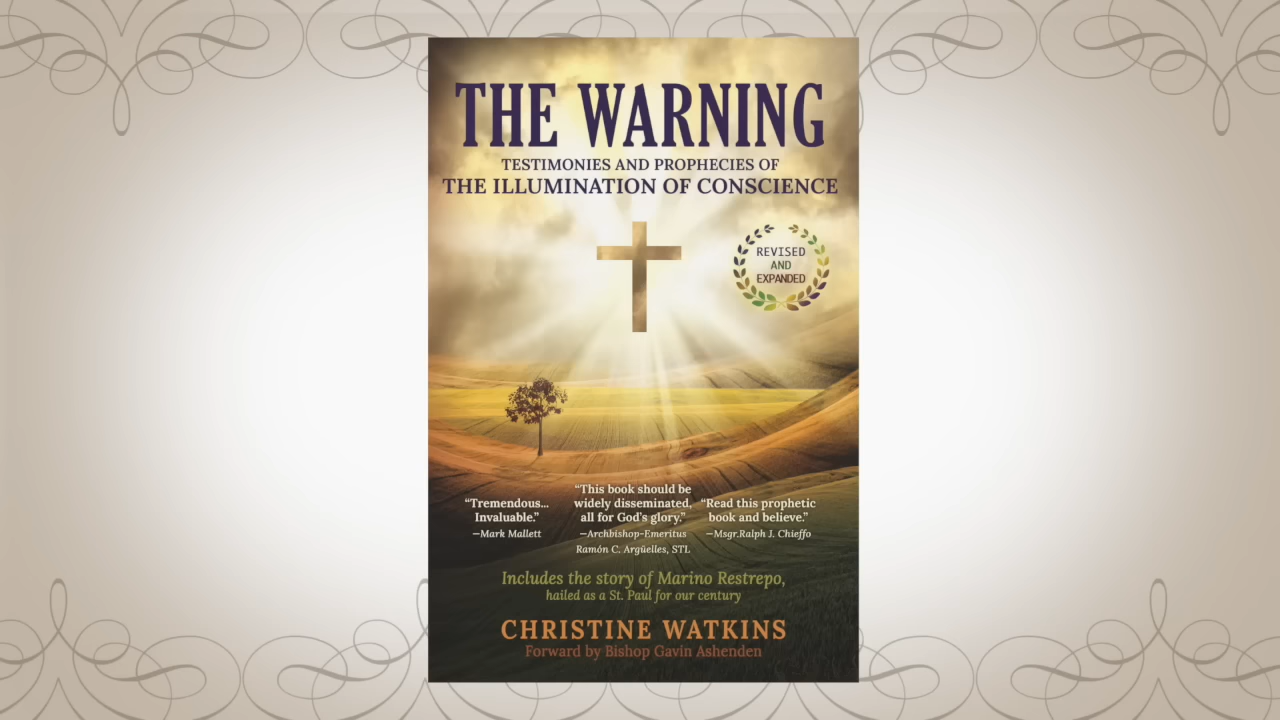 THE WARNING
TESTIMONIES AND PROPHECIES OF
THE ILLUMINATION OF CONSCIENCE
REVISED
AND
EXPANDED
“Tremendous...
Invaluable.”
—Mark Mallett
“This book should be
widely disseminated,
all for God's glory.”
—Archbishop-Emeritus
Ramón C. Argüelles, STL
“Read this prophetic
book and believe.”
—Msgr.Ralph J. Chieffo
Includes the story of Marino Restrepo,
hailed as a St. Paul for our century
CHRISTINE WATKINS
Forward by Bishop Gavin Ashenden